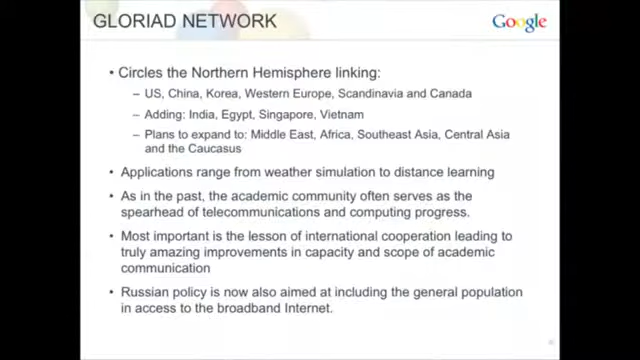 GLORIAD NETWORK
Google
• Circles the Northern Hemisphere linking:
– US, China, Korea, Western Europe, Scandinavia and Canada
– Adding: India, Egypt, Singapore, Vietnam
– Plans to expand to: Middle East, Africa, Southeast Asia, Central Asia
and the Caucasus
• Applications range from weather simulation to distance learning
• As in the past, the academic community often serves as the
spearhead of telecommunications and computing progress.
• Most important is the lesson of international cooperation leading to
truly amazing improvements in capacity and scope of academic
communication
• Russian policy is now also aimed at including the general population
in access to the broadband Internet.